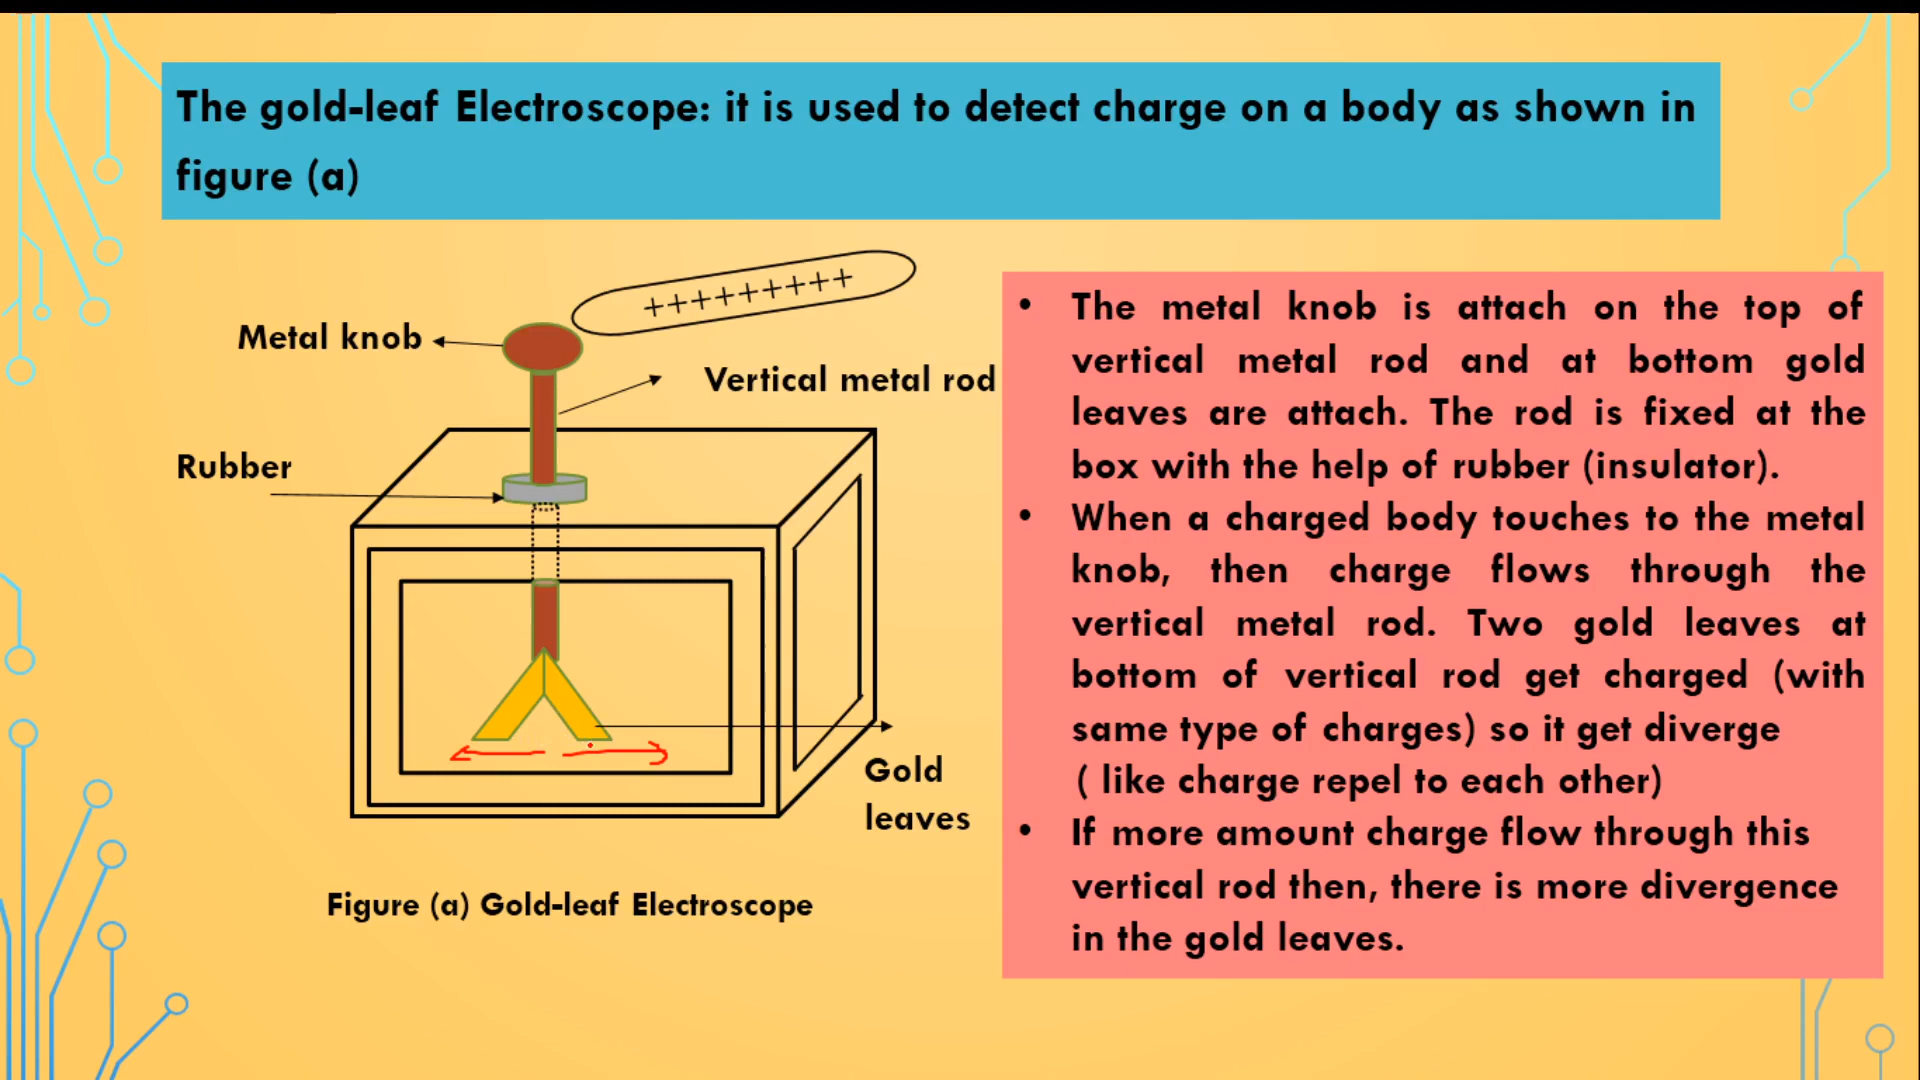 The gold-leaf Electroscope: it is used to detect charge on a body as shown in
figure (a)
+++++++++
Metal knob
Vertical metal rod
Rubber
Gold
leaves
Figure (a) Gold-leaf Electroscope
• The metal knob is attach on the top of
vertical metal rod and at bottom gold
leaves are attach. The rod is fixed at the
box with the help of rubber (insulator).
• When a charged body touches to the metal
knob, then charge flows through the
vertical metal rod. Two gold leaves at
bottom of vertical rod get charged (with
same type of charges) so it get diverge
( like charge repel to each other)
• If more amount charge flow through this
vertical rod then, there is more divergence
in the gold leaves.